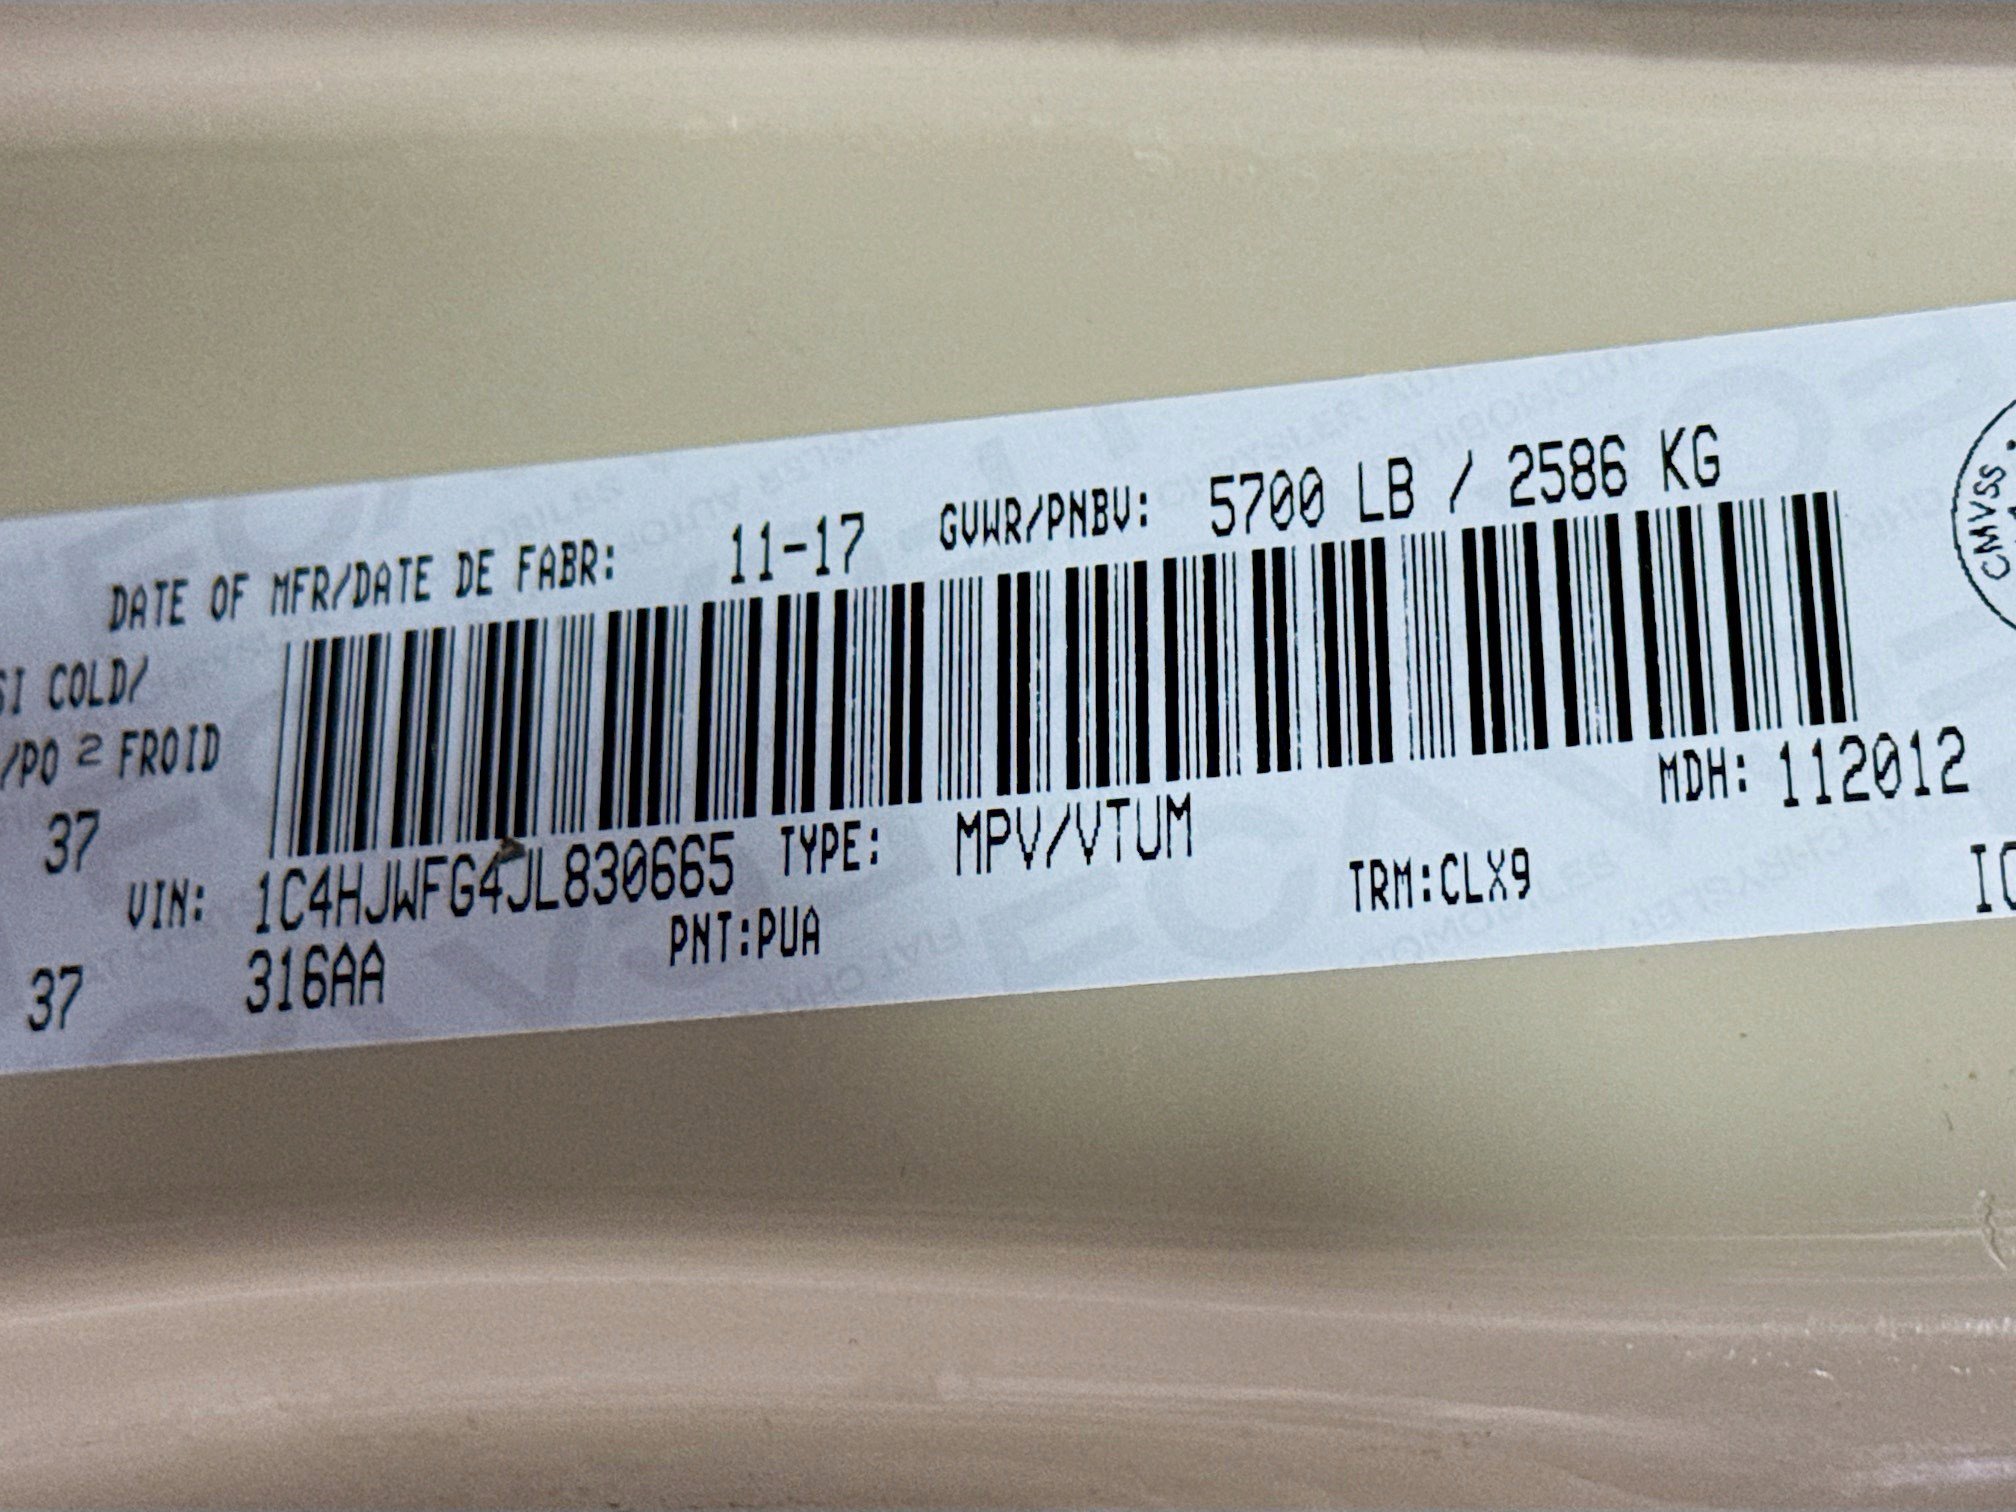 DATE OF MFR/DATE DE FABR: 11-17 GVWR/PNBV: 5700 LB / 2586 KG
SI COLD/
/PO 2 FROID
37
VIN: 1C4HJWFG4JL830665 TYPE: MPV/VTUM MDH: 112012
37
316AA PNT:PUA TRM:CLX9
CMVSS